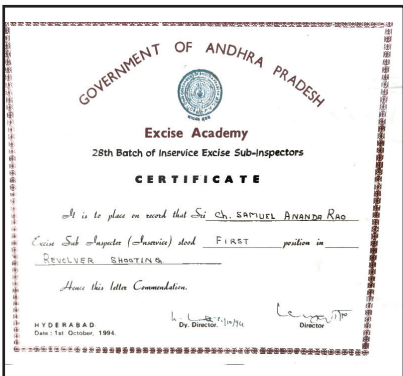 GOVERNMENT OF ANDHRA PRADESH
Excise Academy
28th Batch of Inservice Excise Sub-Inspectors
CERTIFICATE
It is to place on record that Sri Ch. SAMUEL ANANDA RAO
Excise Sub Inspector (Inservice) stood FIRST position in
REVOLVER SHOOTING
Hence this letter Commendation.
HYDERABAD.
Date : 1st October, 1994.
Dy. Director.
Director